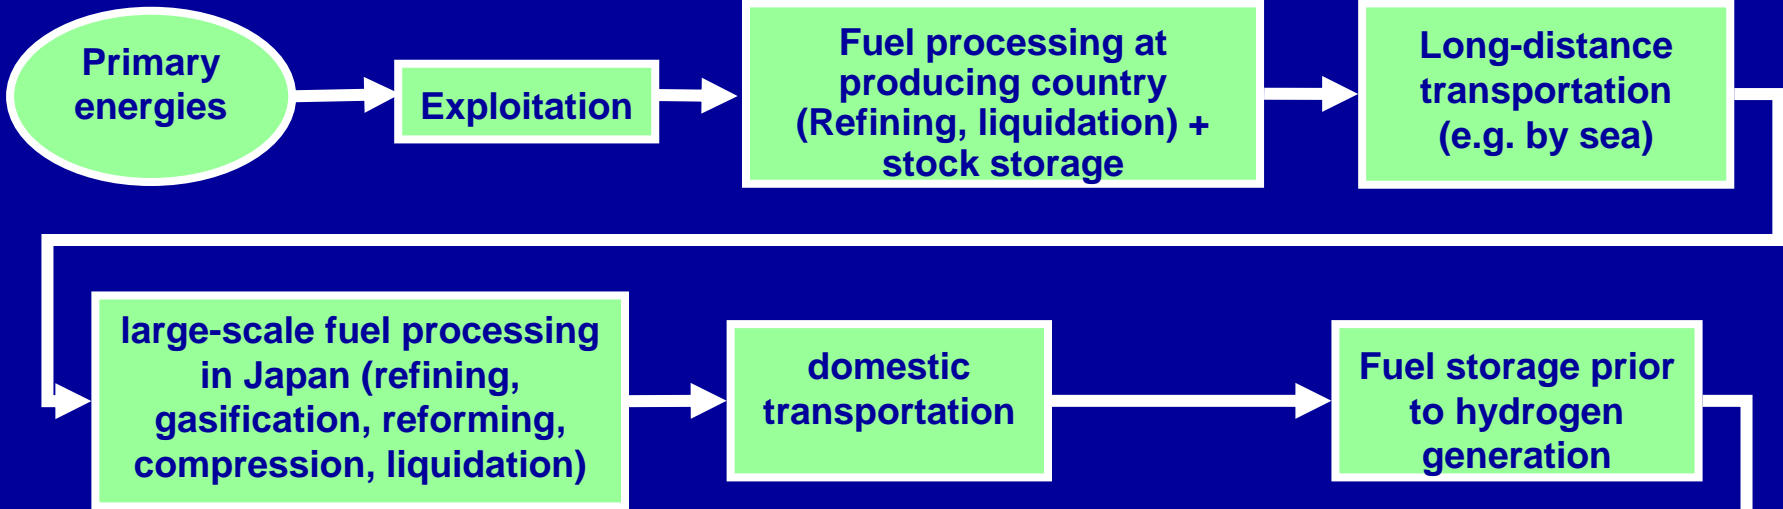 Primary
energies
Exploitation
Fuel processing at
producing country
(Refining, liquidation) +
stock storage
Long-distance
transportation
(e.g. by sea)
large-scale fuel processing
in Japan (refining,
gasification, reforming,
compression, liquidation)
domestic
transportation
Fuel storage prior
to hydrogen
generation